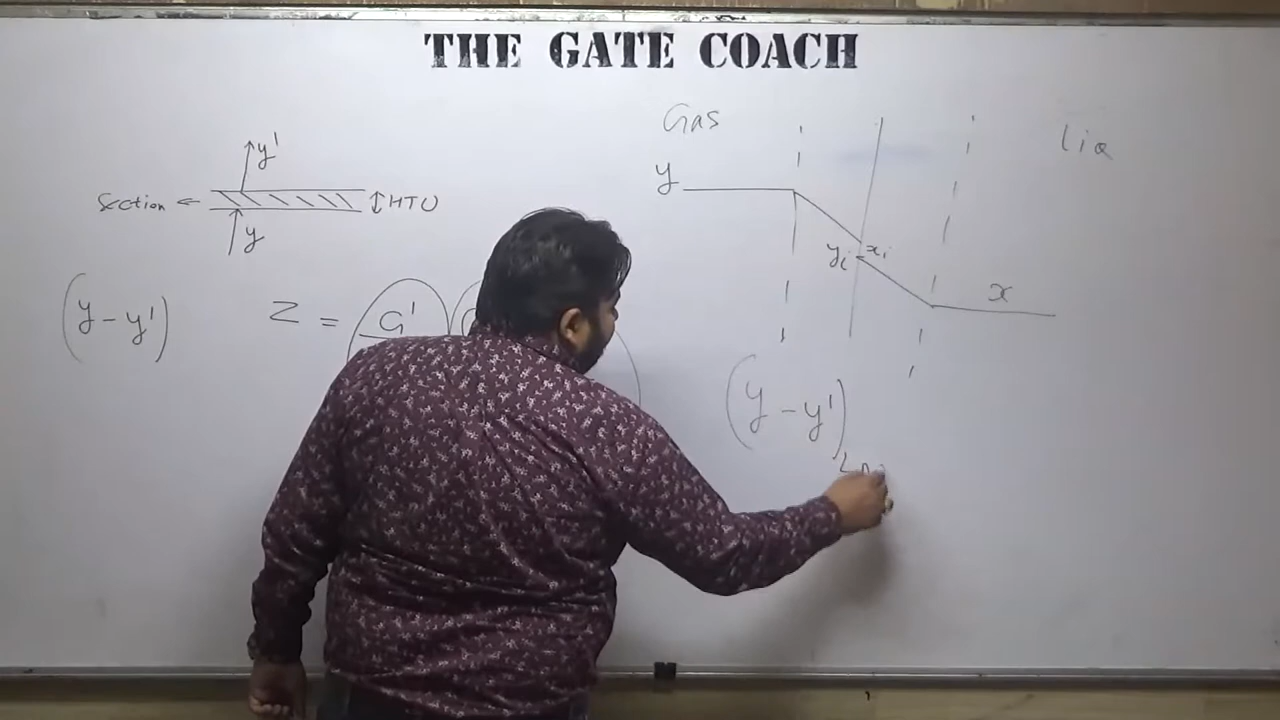 THE GATE COACH
y'
Section ← ↕HTU
y
(y - y')
Z = G'
Gas
Liq
y
yi xi
x
(y - y')